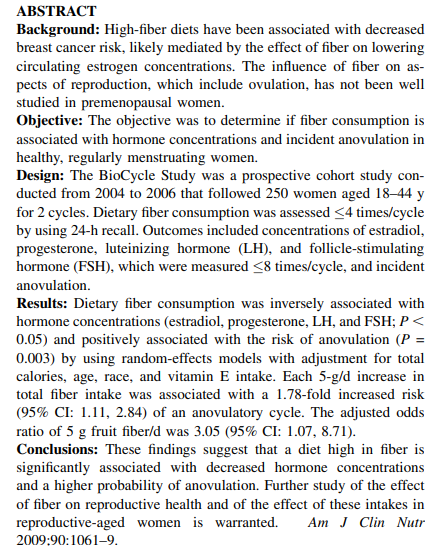 ABSTRACT
Background: High-fiber diets have been associated with decreased
breast cancer risk, likely mediated by the effect of fiber on lowering
circulating estrogen concentrations. The influence of fiber on as-
pects of reproduction, which include ovulation, has not been well
studied in premenopausal women.
Objective: The objective was to determine if fiber consumption is
associated with hormone concentrations and incident anovulation in
healthy, regularly menstruating women.
Design: The BioCycle Study was a prospective cohort study con-
ducted from 2004 to 2006 that followed 250 women aged 18–44 y
for 2 cycles. Dietary fiber consumption was assessed ≤4 times/cycle
by using 24-h recall. Outcomes included concentrations of estradiol,
progesterone, luteinizing hormone (LH), and follicle-stimulating
hormone (FSH), which were measured ≤8 times/cycle, and incident
anovulation.
Results: Dietary fiber consumption was inversely associated with
hormone concentrations (estradiol, progesterone, LH, and FSH; P <
0.05) and positively associated with the risk of anovulation (P =
0.003) by using random-effects models with adjustment for total
calories, age, race, and vitamin E intake. Each 5-g/d increase in
total fiber intake was associated with a 1.78-fold increased risk
(95% CI: 1.11, 2.84) of an anovulatory cycle. The adjusted odds
ratio of 5 g fruit fiber/d was 3.05 (95% CI: 1.07, 8.71).
Conclusions: These findings suggest that a diet high in fiber is
significantly associated with decreased hormone concentrations
and a higher probability of anovulation. Further study of the effect
of fiber on reproductive health and of the effect of these intakes in
reproductive-aged women is warranted. Am J Clin Nutr
2009;90:1061–9.